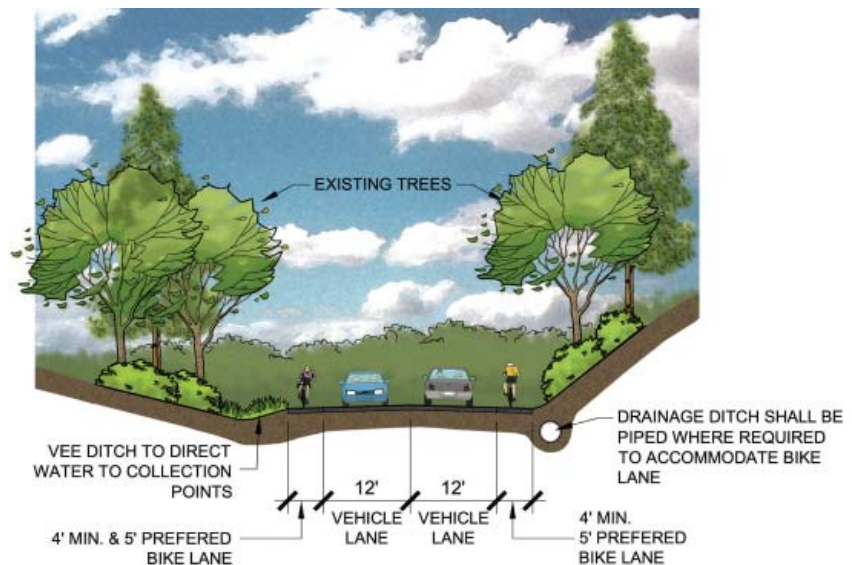 EXISTING TREES
VEE DITCH TO DIRECT
WATER TO COLLECTION
POINTS
DRAINAGE DITCH SHALL BE
PIPED WHERE REQUIRED
TO ACCOMMODATE BIKE
LANE
12'
VEHICLE
LANE
12'
VEHICLE
LANE
4' MIN. & 5' PREFERED
BIKE LANE
4' MIN.
5' PREFERED
BIKE LANE